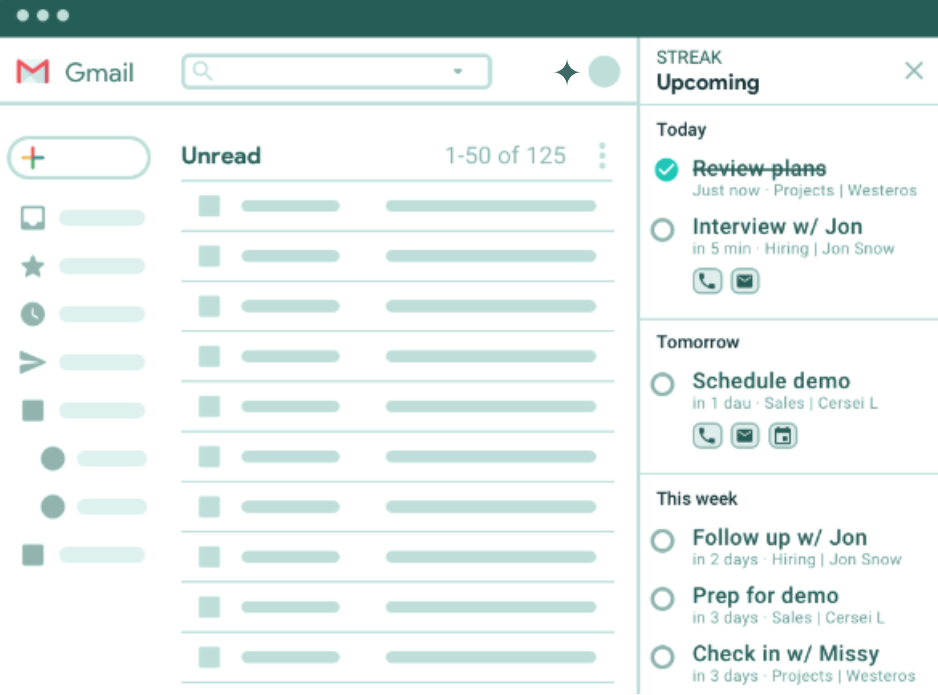 Gmail
Unread
1-50 of 125
STREAK
Upcoming
Today
Review plans
Just now · Projects | Westeros
Interview w/ Jon
in 5 min · Hiring | Jon Snow
Tomorrow
Schedule demo
in 1 dau · Sales | Cersei L
This week
Follow up w/ Jon
in 2 days · Hiring | Jon Snow
Prep for demo
in 3 days · Sales | Cersei L
Check in w/ Missy
in 3 days · Projects | Westeros